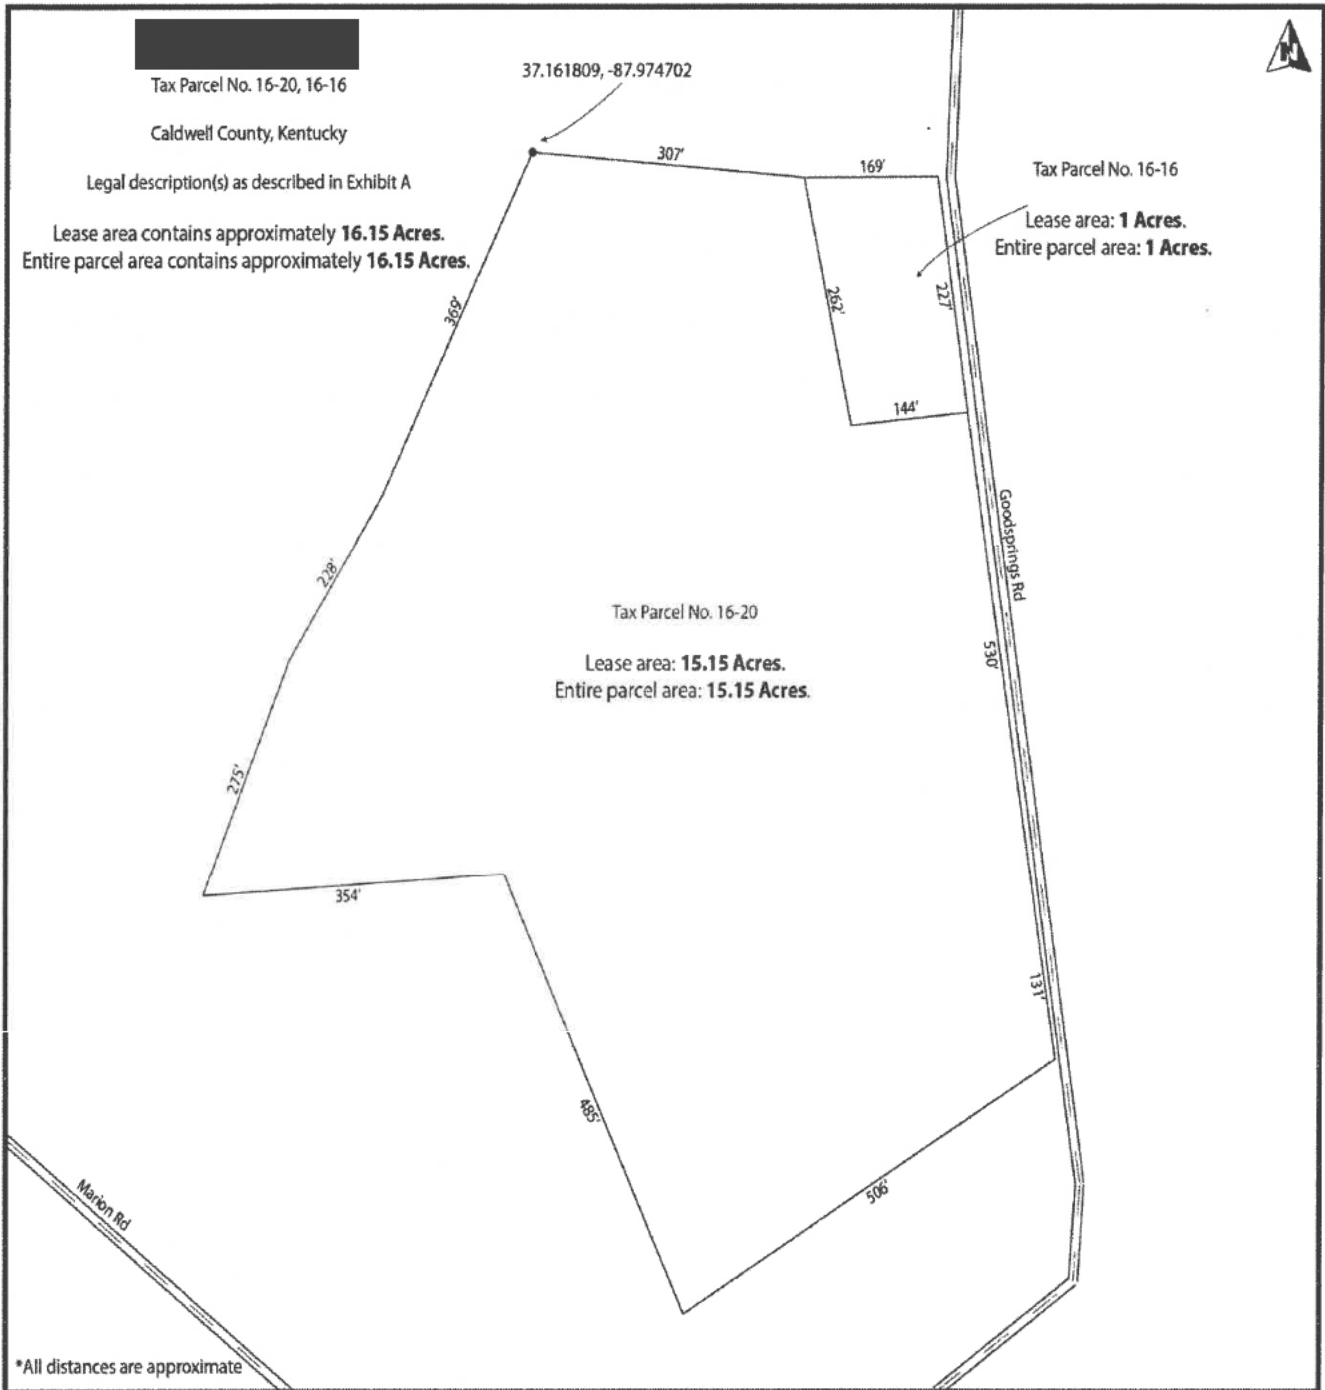 Tax Parcel No. 16-20, 16-16
Caldwell County, Kentucky
Legal description(s) as described in Exhibit A
Lease area contains approximately 16.15 Acres.
Entire parcel area contains approximately 16.15 Acres.
37.161809, -87.974702
N
307'
169'
Tax Parcel No. 16-16
Lease area: 1 Acres.
Entire parcel area: 1 Acres.
369'
262'
227'
144'
Goodsprings Rd
228'
Tax Parcel No. 16-20
Lease area: 15.15 Acres.
Entire parcel area: 15.15 Acres.
530'
275'
354'
131'
485'
506'
Marion Rd
*All distances are approximate